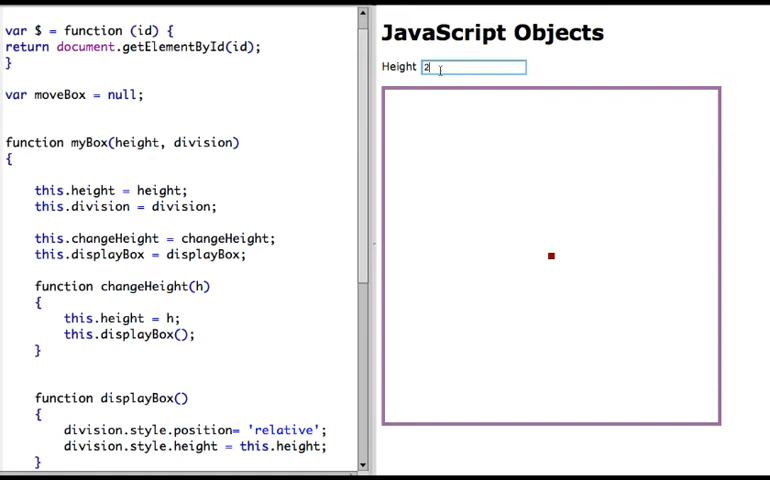 var $ = function (id) {
return document.getElementById(id);
}
var moveBox = null;
function myBox(height, division)
{
this.height = height;
this.division = division;
this.changeHeight = changeHeight;
this.displayBox = displayBox;
function changeHeight(h)
{
this.height = h;
this.displayBox();
}
function displayBox()
{
division.style.position= 'relative';
division.style.height = this.height;
}
JavaScript Objects
Height 2